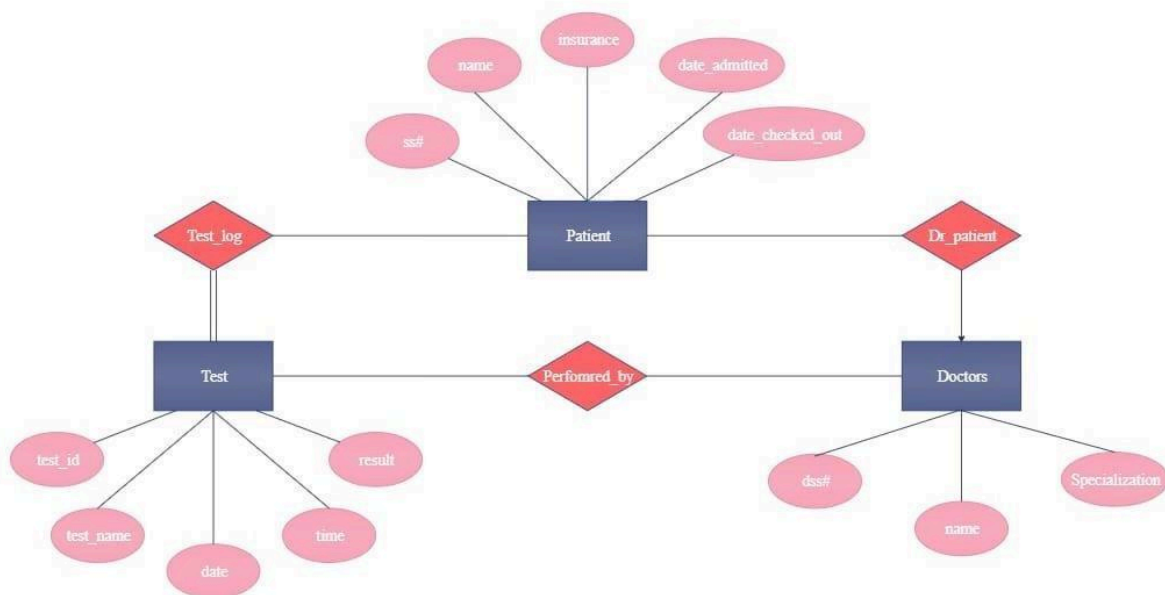 insurance
name
date_admitted
ss#
date_checked_out
Test_log
Patient
Dr_patient
Test
Perfomred_by
Doctors
test_id
result
dss#
Specialization
test_name
time
name
date